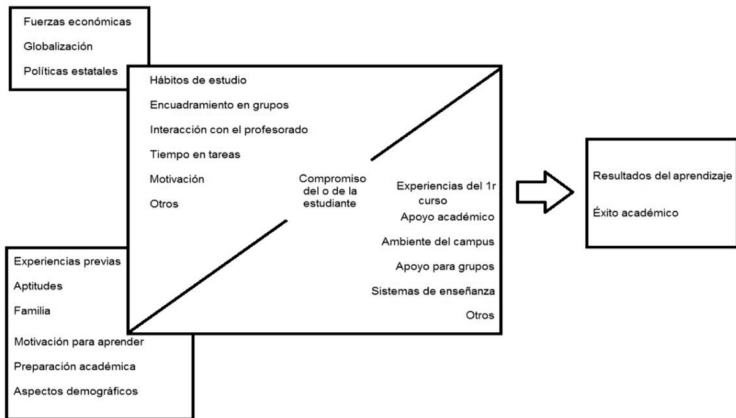 Fuerzas económicas
Globalización
Políticas estatales
Hábitos de estudio
Encuadramiento en grupos
Interacción con el profesorado
Tiempo en tareas
Motivación
Otros
Compromiso
del o de la
estudiante
Experiencias del 1r
curso
Apoyo académico
Ambiente del campus
Apoyo para grupos
Sistemas de enseñanza
Otros
Experiencias previas
Aptitudes
Familia
Motivación para aprender
Preparación académica
Aspectos demográficos
Resultados del aprendizaje
Éxito académico